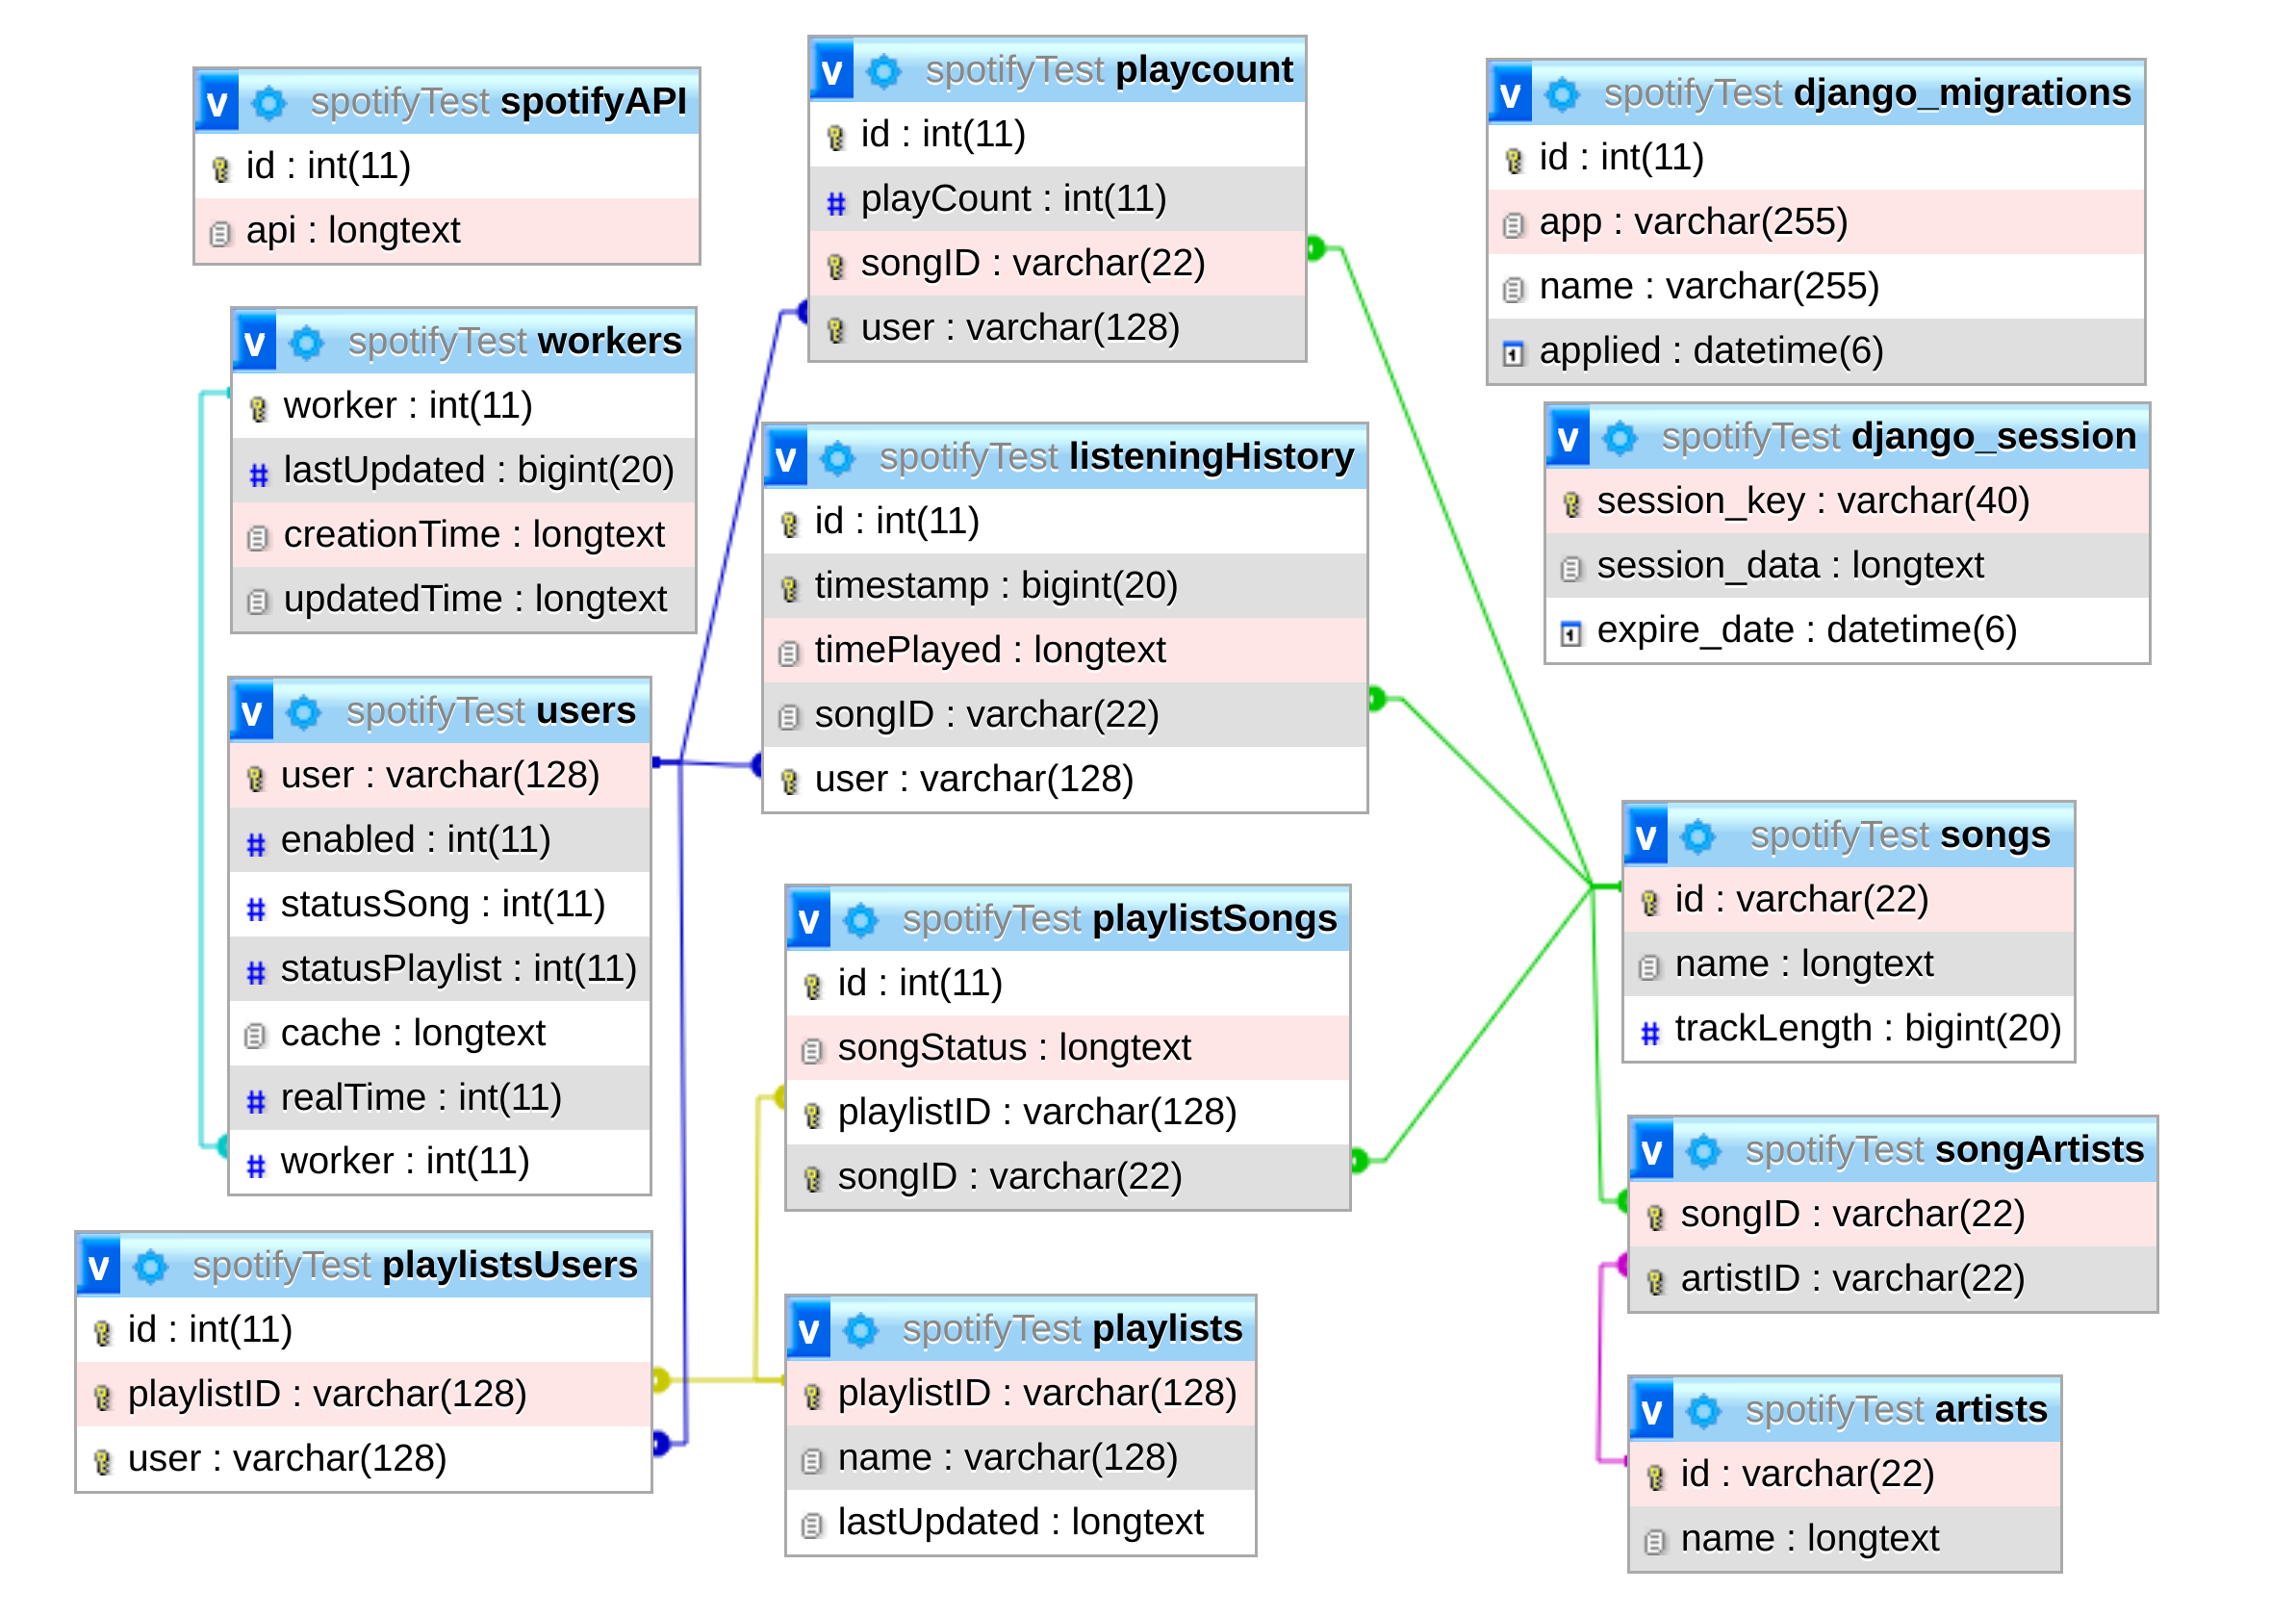 v spotifyTest spotifyAPI
id : int(11)
api : longtext
v spotifyTest workers
worker : int(11)
lastUpdated : bigint(20)
creationTime : longtext
updatedTime : longtext
v spotifyTest users
user : varchar(128)
enabled : int(11)
statusSong : int(11)
statusPlaylist : int(11)
cache : longtext
realTime : int(11)
worker : int(11)
v spotifyTest playlistsUsers
id : int(11)
playlistID : varchar(128)
user : varchar(128)
v spotifyTest playcount
id : int(11)
playCount : int(11)
songID : varchar(22)
user : varchar(128)
v spotifyTest listeningHistory
id : int(11)
timestamp : bigint(20)
timePlayed : longtext
songID : varchar(22)
user : varchar(128)
v spotifyTest playlistSongs
id : int(11)
songStatus : longtext
playlistID : varchar(128)
songID : varchar(22)
v spotifyTest playlists
playlistID : varchar(128)
name : varchar(128)
lastUpdated : longtext
v spotifyTest django_migrations
id : int(11)
app : varchar(255)
name : varchar(255)
applied : datetime(6)
v spotifyTest django_session
session_key : varchar(40)
session_data : longtext
expire_date : datetime(6)
v spotifyTest songs
id : varchar(22)
name : longtext
trackLength : bigint(20)
v spotifyTest songArtists
songID : varchar(22)
artistID : varchar(22)
v spotifyTest artists
id : varchar(22)
name : longtext